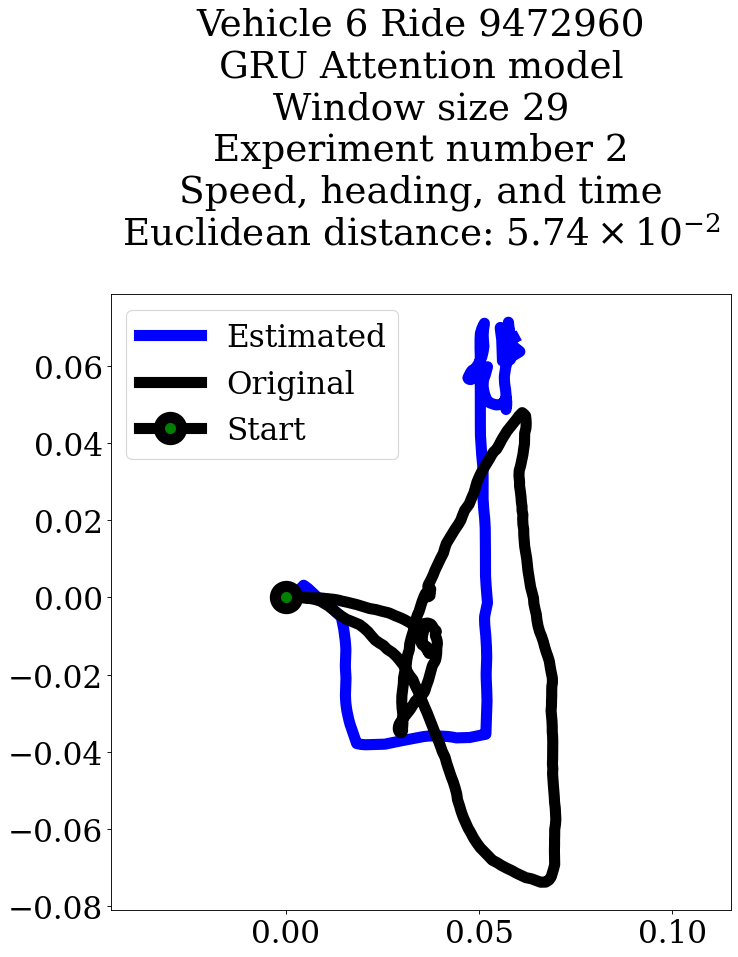 Vehicle 6 Ride 9472960
GRU Attention model
Window size 29
Experiment number 2
Speed, heading, and time
Euclidean distance: 5.74 × 10⁻²
Estimated
Original
Start
0.06
0.04
0.02
0.00
−0.02
−0.04
−0.06
−0.08
0.00 0.05 0.10